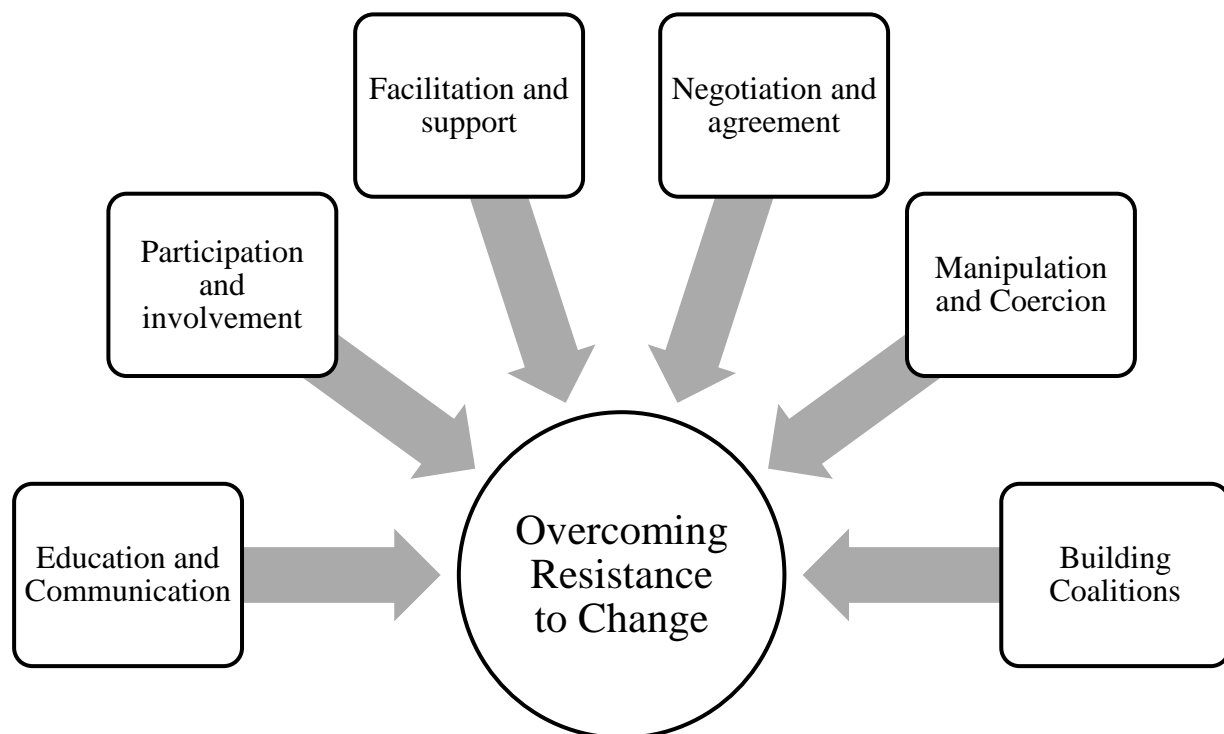 Facilitation and
support
Negotiation and
agreement
Participation
and
involvement
Manipulation
and Coercion
Education and
Communication
Overcoming
Resistance
to Change
Building
Coalitions